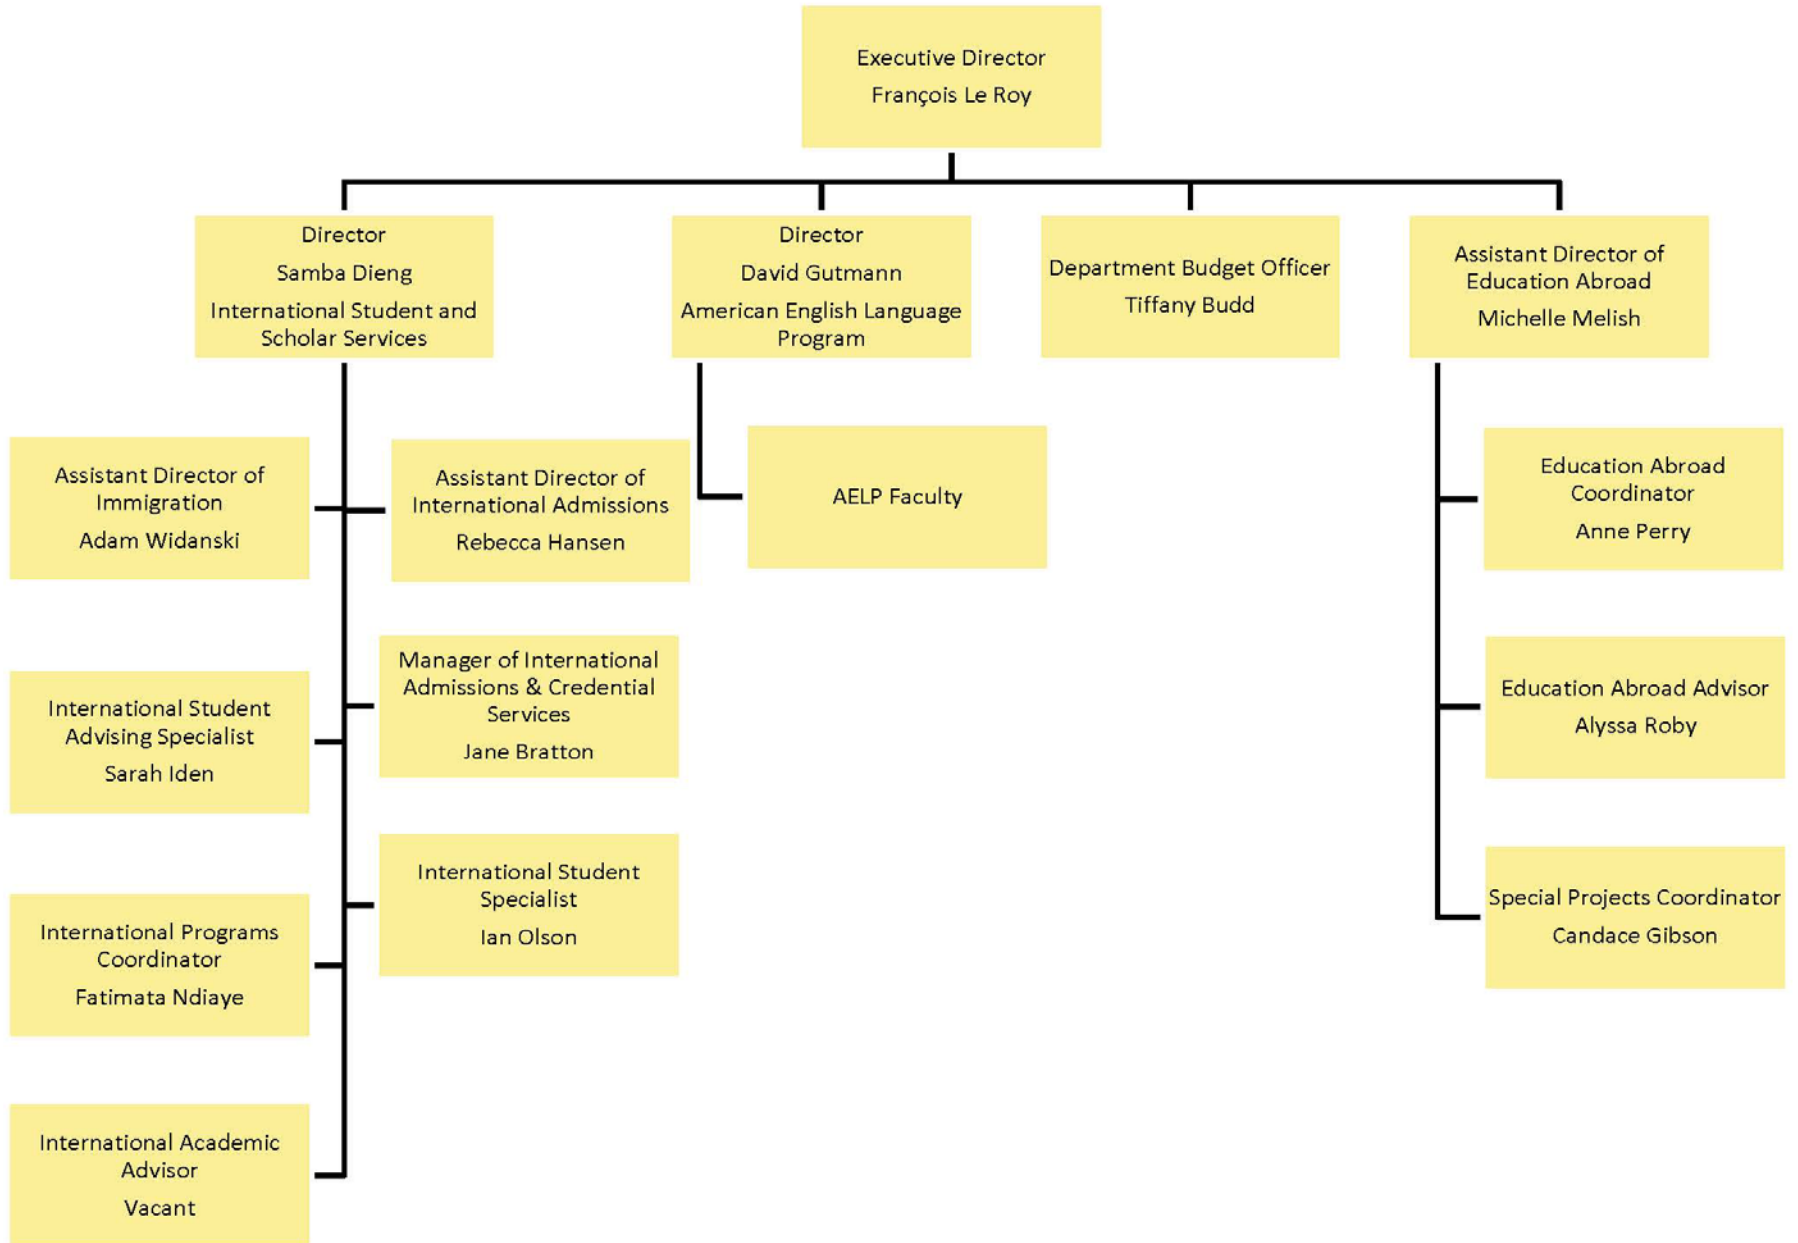 Executive Director
François Le Roy
Director
Samba Dieng
International Student and
Scholar Services
Director
David Gutmann
American English Language
Program
Department Budget Officer
Tiffany Budd
Assistant Director of
Education Abroad
Michelle Melish
Assistant Director of
Immigration
Adam Widanski
Assistant Director of
International Admissions
Rebecca Hansen
AELP Faculty
Education Abroad
Coordinator
Anne Perry
International Student
Advising Specialist
Sarah Iden
Manager of International
Admissions & Credential
Services
Jane Bratton
Education Abroad Advisor
Alyssa Roby
International Programs
Coordinator
Fatimata Ndiaye
International Student
Specialist
Ian Olson
Special Projects Coordinator
Candace Gibson
International Academic
Advisor
Vacant